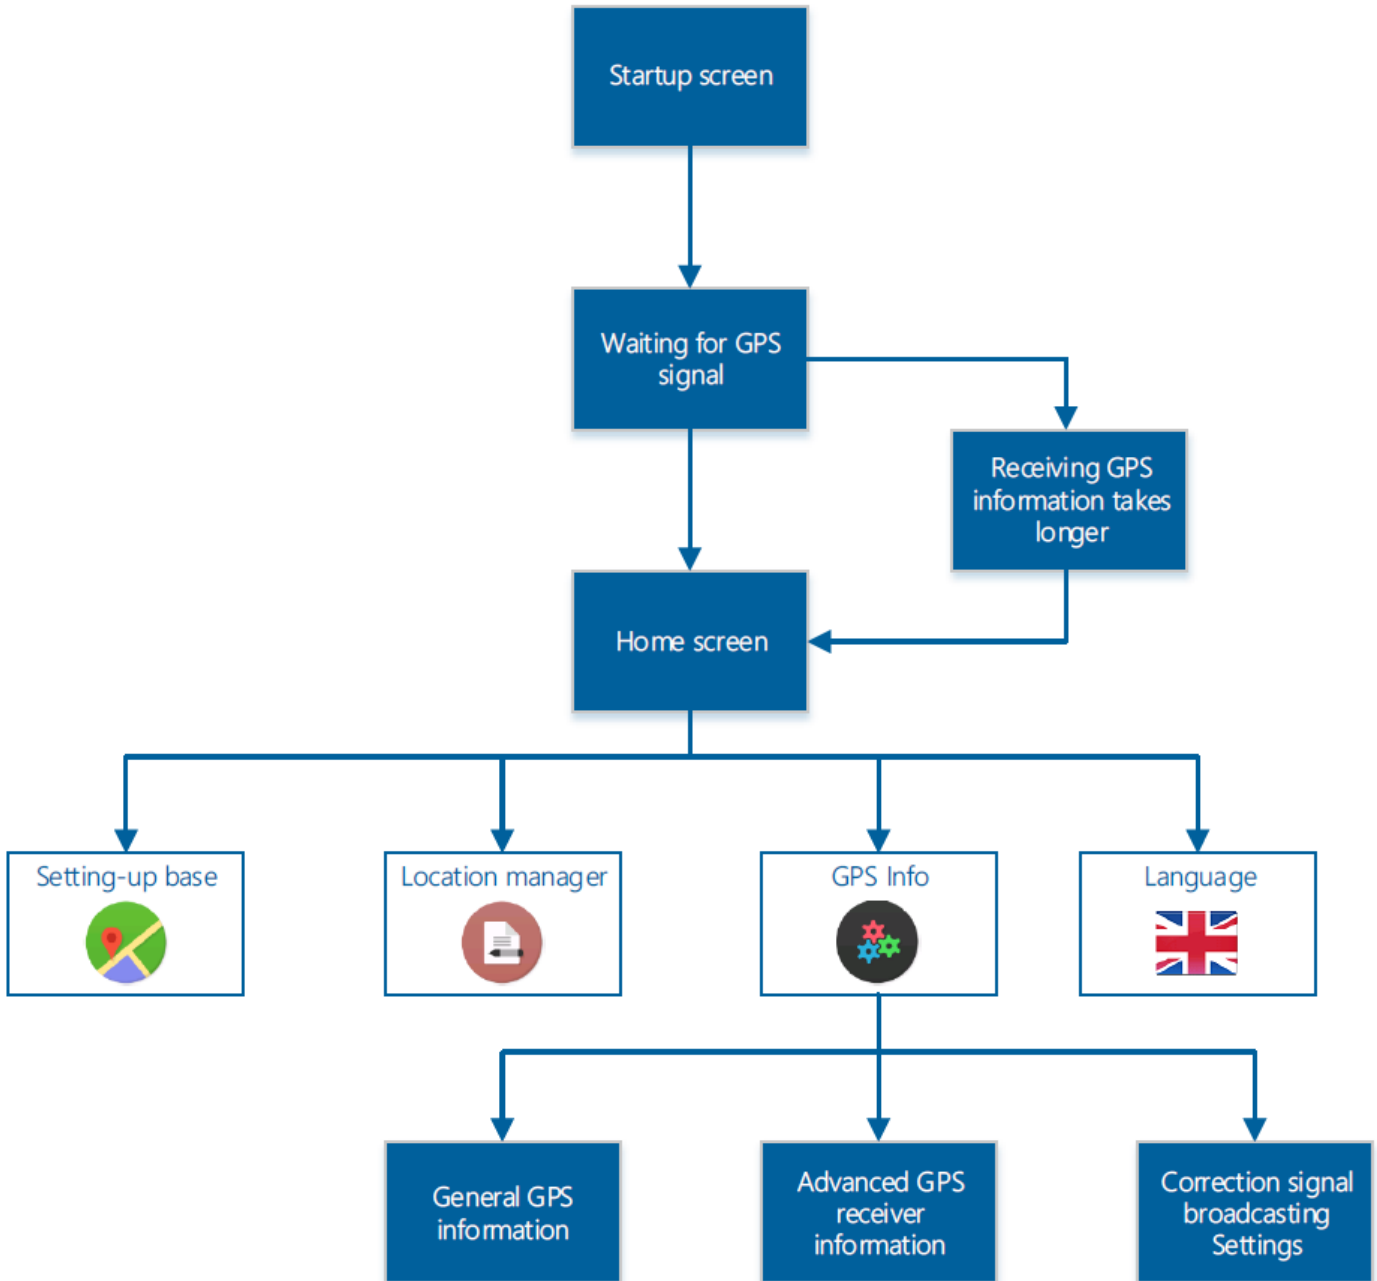 Startup screen
Waiting for GPS
signal
Receiving GPS
information takes
longer
Home screen
Setting-up base
Location manager
GPS Info
Language
General GPS
information
Advanced GPS
receiver
information
Correction signal
broadcasting
Settings